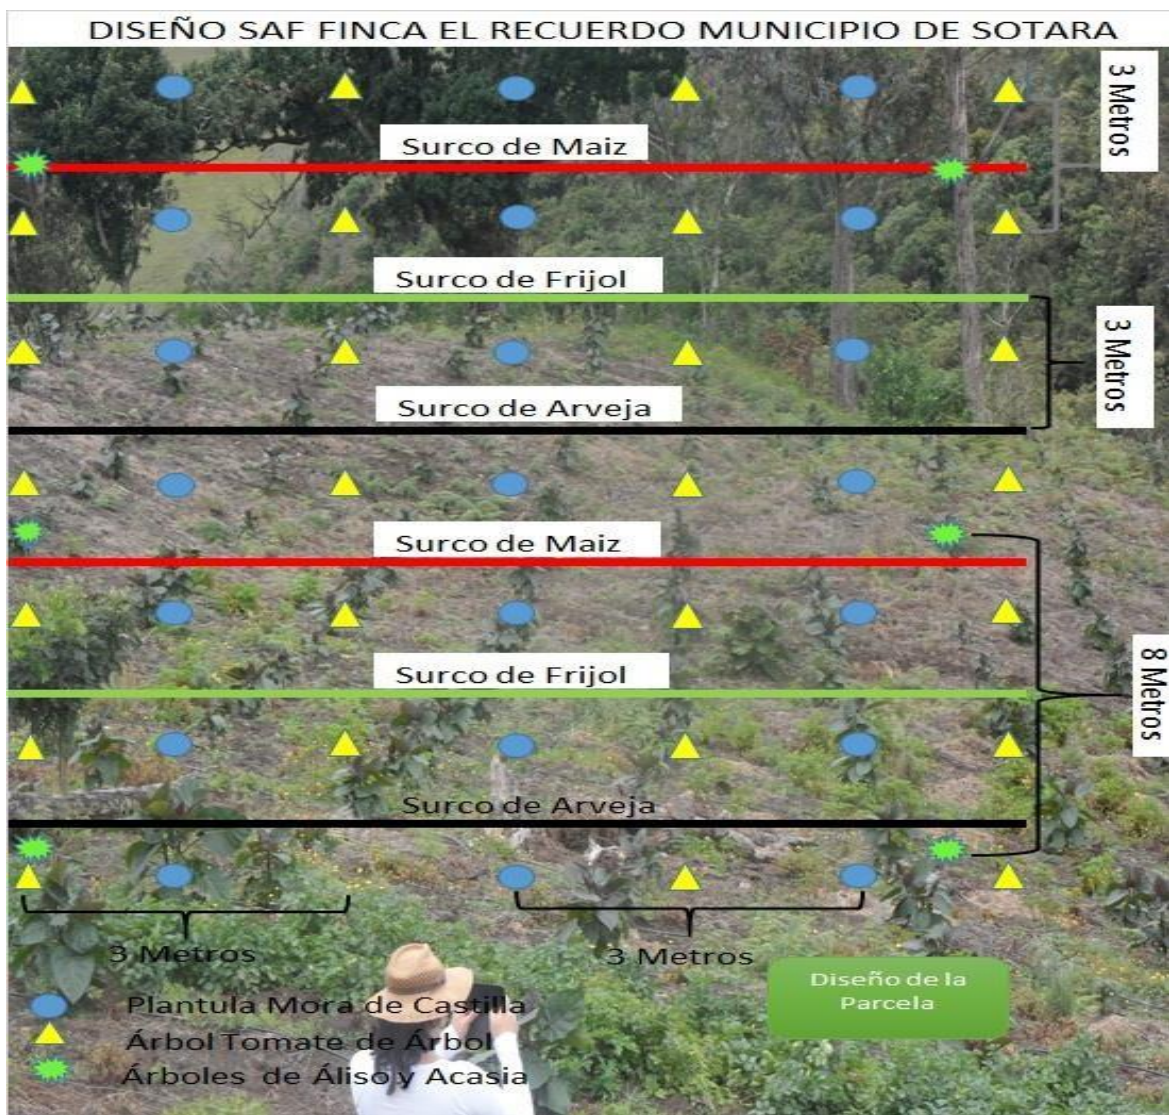 DISEÑO SAF FINCA EL RECUERDO MUNICIPIO DE SOTARA
3 Metros
Surco de Maiz
Surco de Frijol
3 Metros
Surco de Arveja
Surco de Maiz
8 Metros
Surco de Frijol
Surco de Arveja
3 Metros
3 Metros
Diseño de la
Parcela
Plantula Mora de Castilla
Árbol Tomate de Árbol
Árboles de Áliso y Acasia